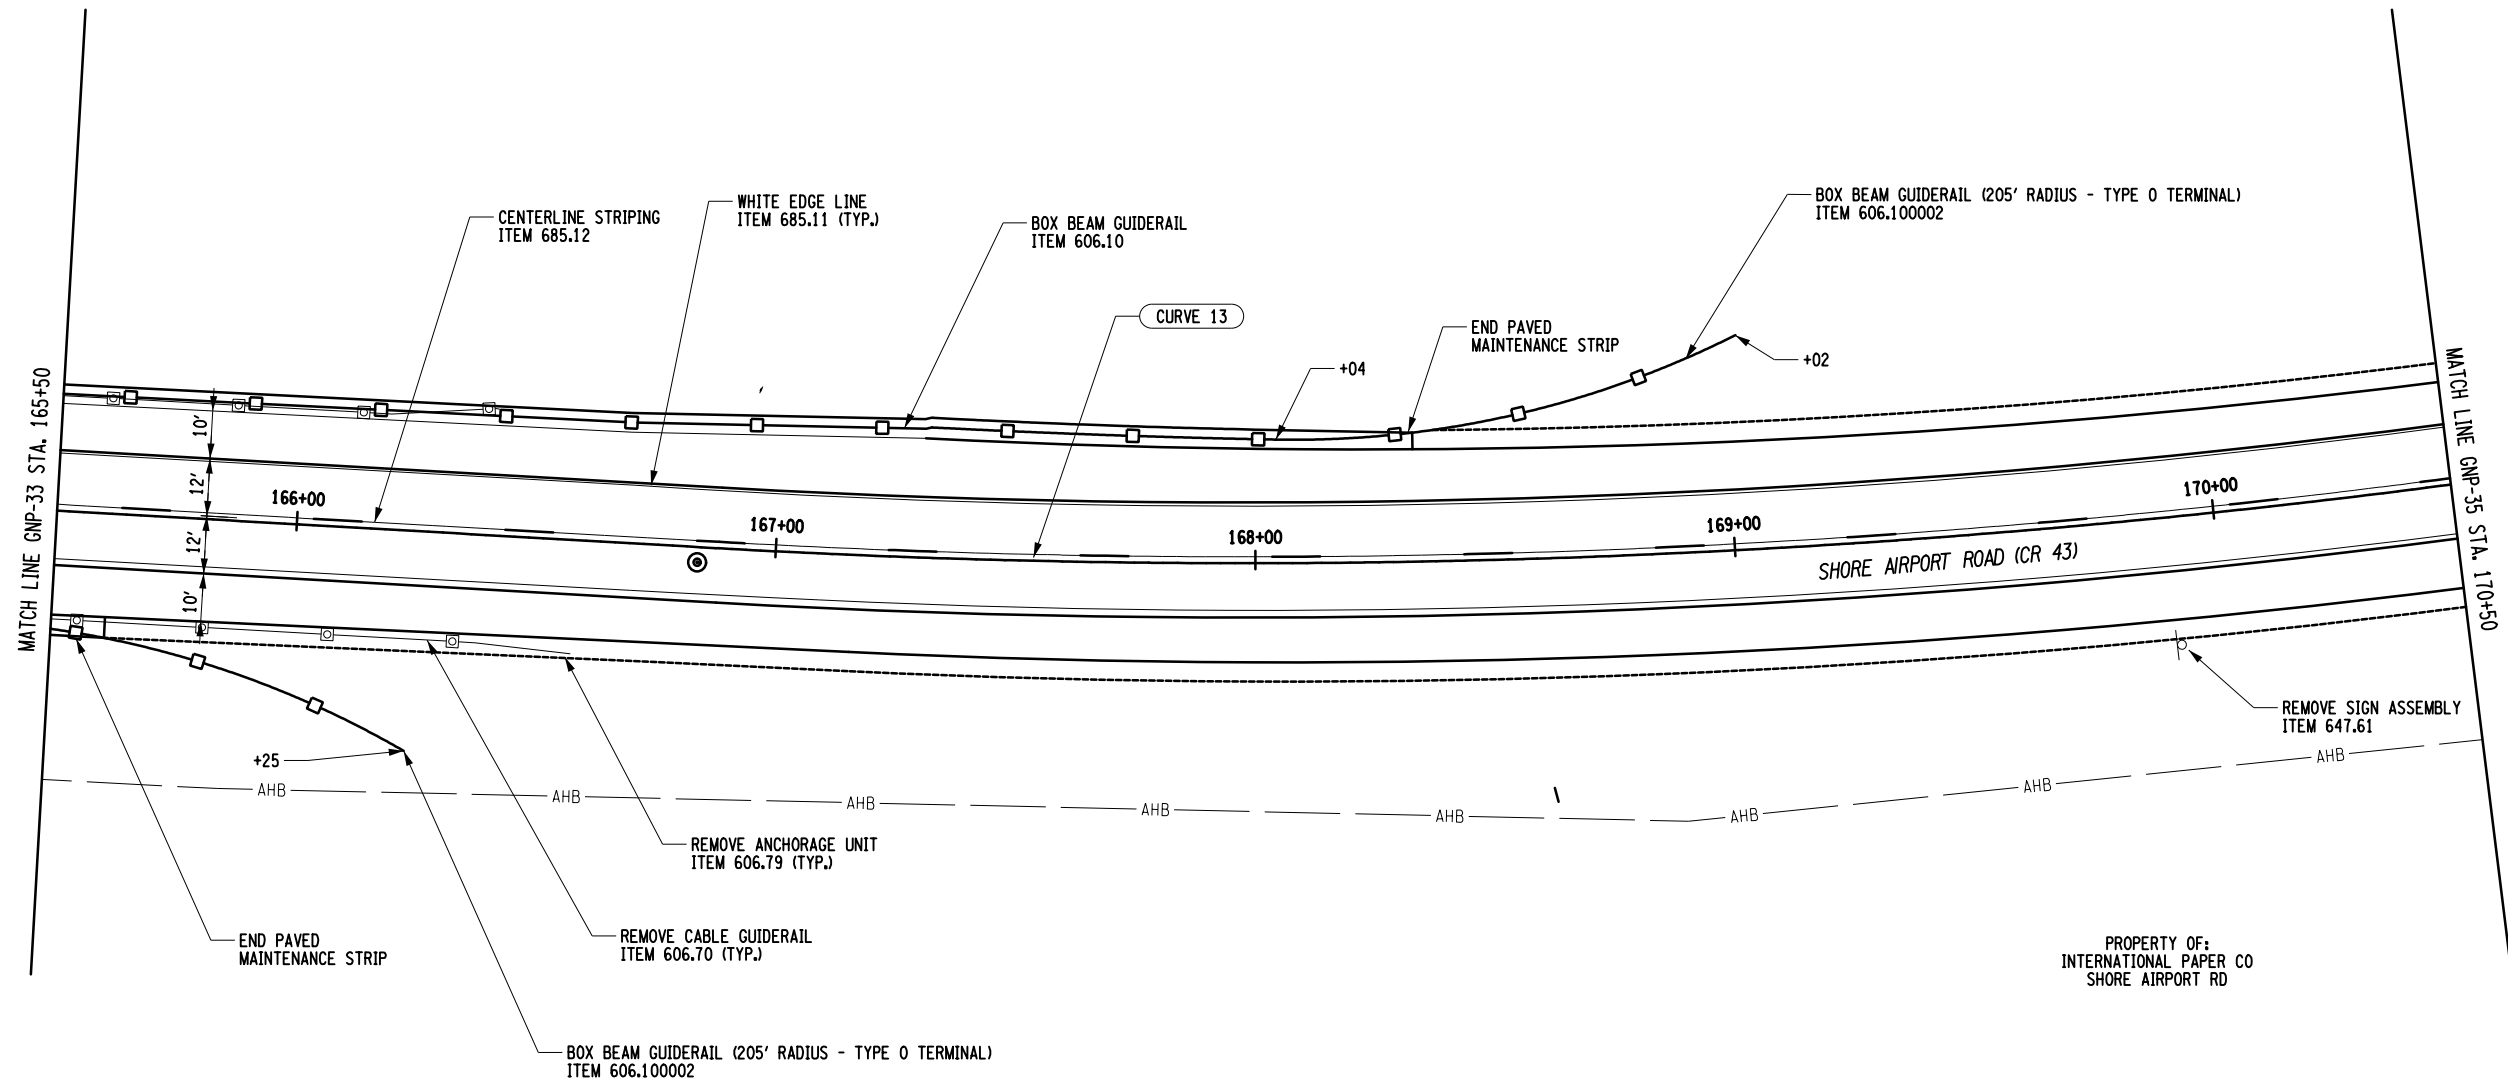 WHITE EDGE LINE
ITEM 685.11 (TYP.)
CENTERLINE STRIPING
ITEM 685.12
BOX BEAM GUIDERAIL
ITEM 606.10
BOX BEAM GUIDERAIL (205' RADIUS - TYPE 0 TERMINAL)
ITEM 606.100002
CURVE 13
END PAVED
MAINTENANCE STRIP
+04
+02
MATCH LINE GNP-33 STA. 165+50
MATCH LINE GNP-35 STA. 170+50
10'
12'
12'
10'
166+00
167+00
168+00
169+00
170+00
SHORE AIRPORT ROAD (CR 43)
REMOVE SIGN ASSEMBLY
ITEM 647.61
+25
AHB
AHB
AHB
AHB
AHB
AHB
AHB
AHB
REMOVE ANCHORAGE UNIT
ITEM 606.79 (TYP.)
REMOVE CABLE GUIDERAIL
ITEM 606.70 (TYP.)
END PAVED
MAINTENANCE STRIP
PROPERTY OF:
INTERNATIONAL PAPER CO
SHORE AIRPORT RD
BOX BEAM GUIDERAIL (205' RADIUS - TYPE 0 TERMINAL)
ITEM 606.100002